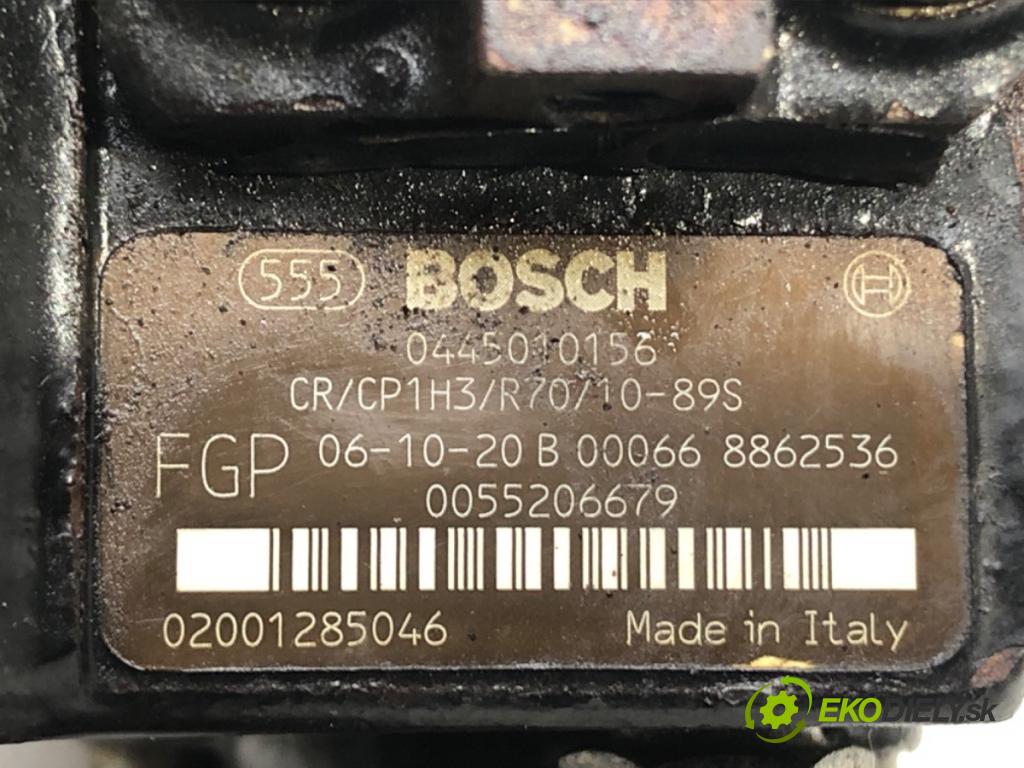 555 BOSCH
0445010156
CR/CP1H3/R70/10-89S
FGP 06-10-20 B 00066 8862536
0055206679
02001285046 Made in Italy
EKODIELY.sk